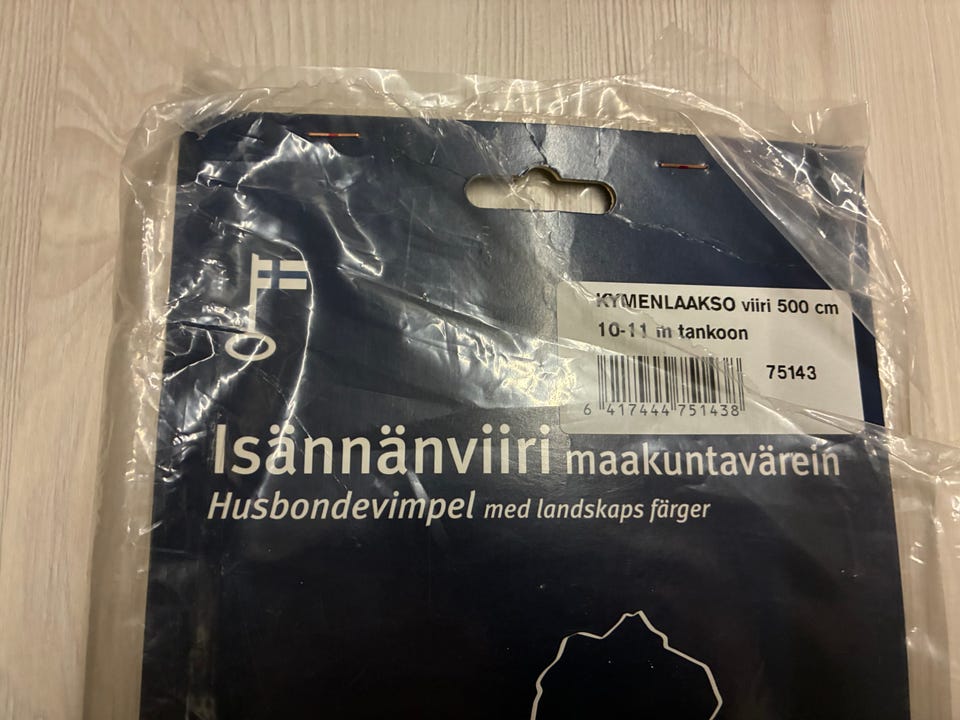 KYMENLAAKSO viiri 500 cm
10-11 m tankoon
75143
6 417444 751438
Isännänviiri maakuntavärein
Husbondevimpel med landskaps färger